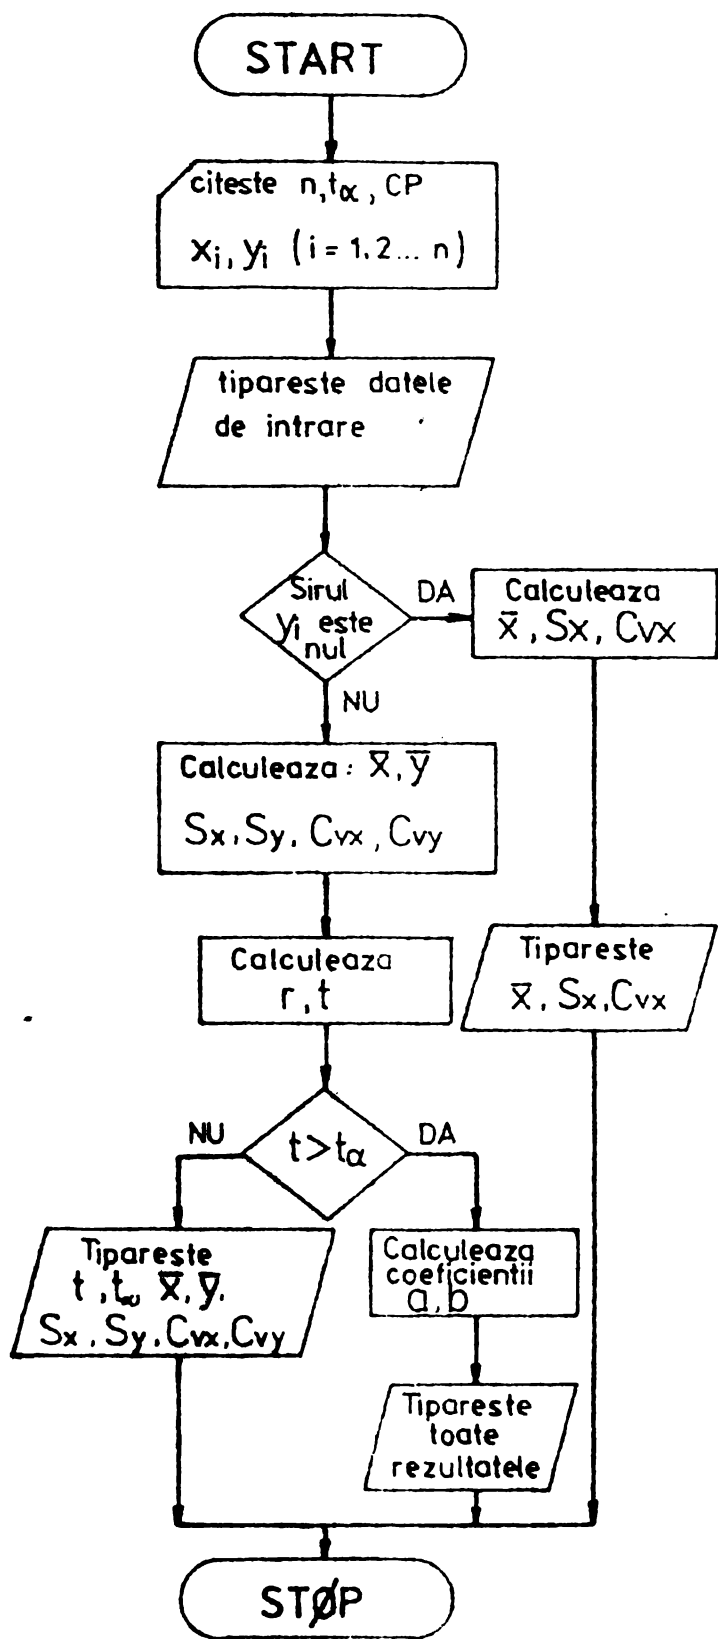 START
citeste n, tα, CP
xi, yi (i = 1, 2... n)
tipareste datele
de intrare
Sirul
yi este
nul
DA
Calculeaza
x̄, Sx, Cvx
NU
Calculeaza: x̄, ȳ
Sx, Sy, Cvx, Cvy
Calculeaza
r, t
Tipareste
x̄, Sx, Cvx
NU
t > tα
DA
Tipareste
t, tα, x̄, ȳ,
Sx, Sy, Cvx, Cvy
Calculeaza
coeficientii
a, b
Tipareste
toate
rezultatele
STØP